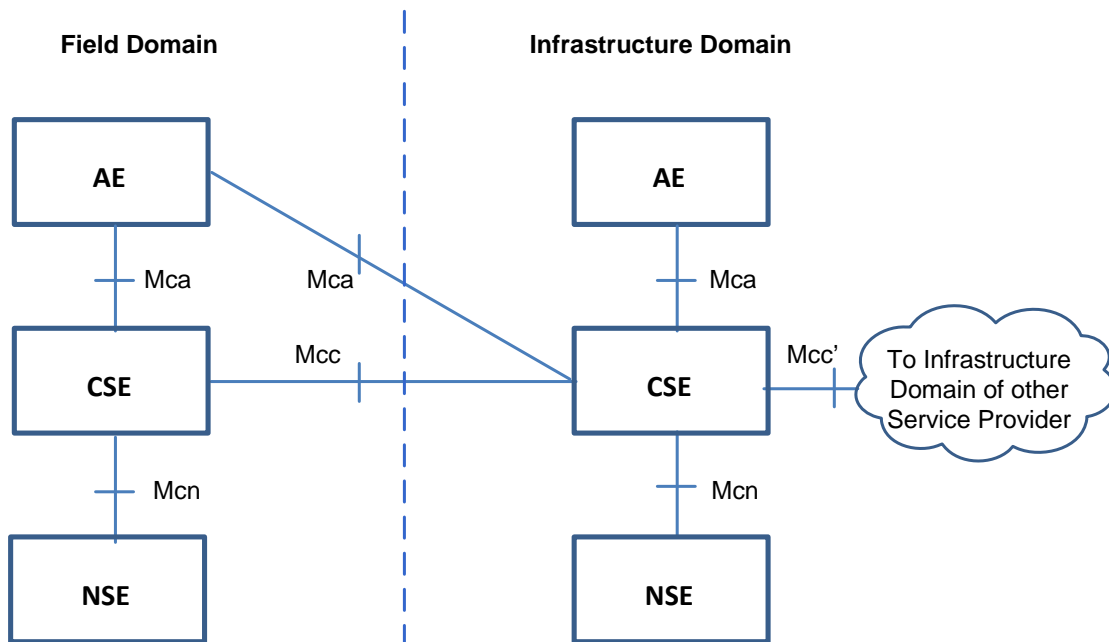 Field Domain
Infrastructure Domain
AE
AE
Mca
Mca
Mca
Mcc
Mcc’
CSE
CSE
To Infrastructure
Domain of other
Service Provider
Mcn
Mcn
NSE
NSE